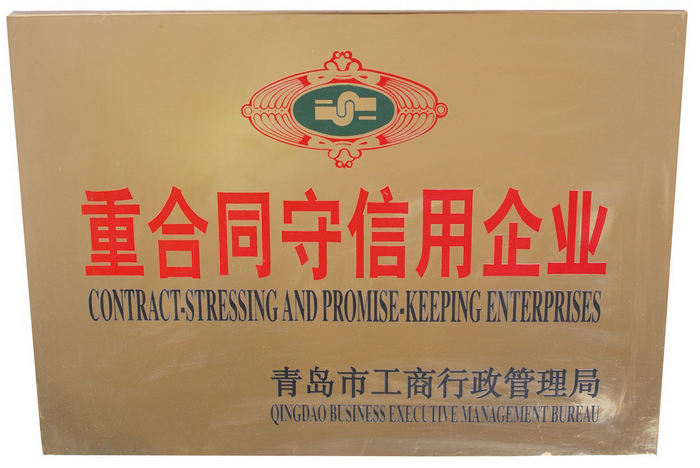 重合同守信用企业
CONTRACT-STRESSING AND PROMISE-KEEPING ENTERPRISES
青岛市工商行政管理局
QINGDAO BUSINESS EXECUTIVE MANAGEMENT BUREAU